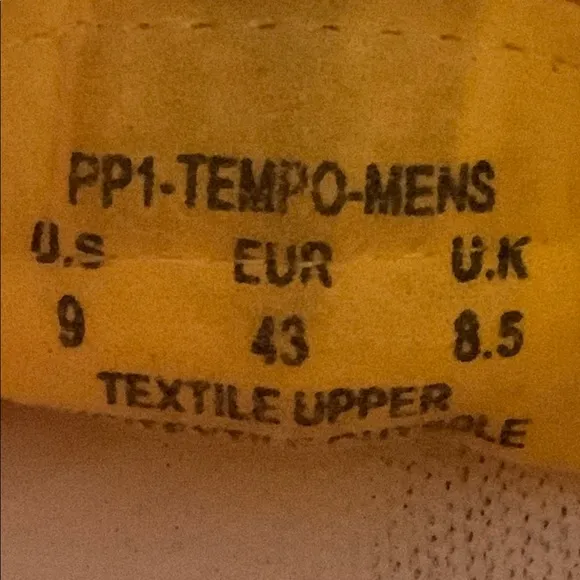 PP1-TEMPO-MENS
U.S EUR U.K
9 43 8.5
TEXTILE UPPER